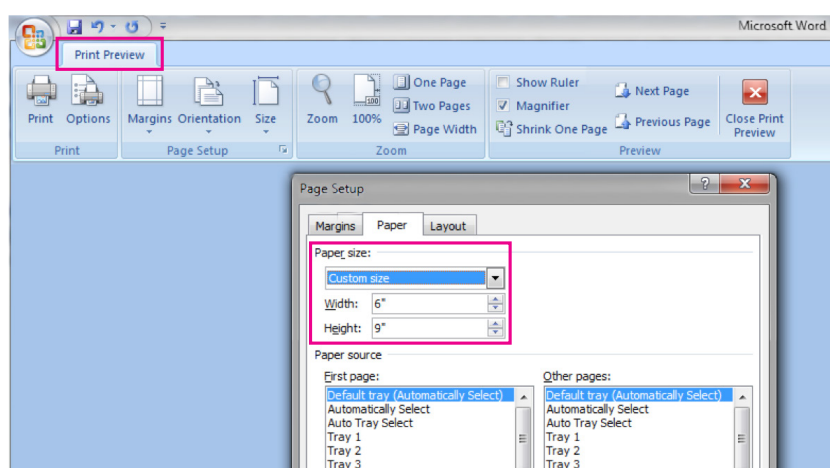 Microsoft Word
Print Preview
One Page
Show Ruler
Next Page
Two Pages
Magnifier
Print Options
Margins Orientation Size
Zoom 100%
100
Page Width
Shrink One Page
Previous Page
Close Print
Preview
Print
Page Setup
Zoom
Preview
Page Setup
?
Margins Paper Layout
Paper size:
Custom size
Width: 6"
Height: 9"
Paper source
First page:
Other pages:
Default tray (Automatically Select)
Default tray (Automatically Select)
Automatically Select
Automatically Select
Auto Tray Select
Auto Tray Select
Tray 1
Tray 1
Tray 2
Tray 2
Tray 3
Tray 3